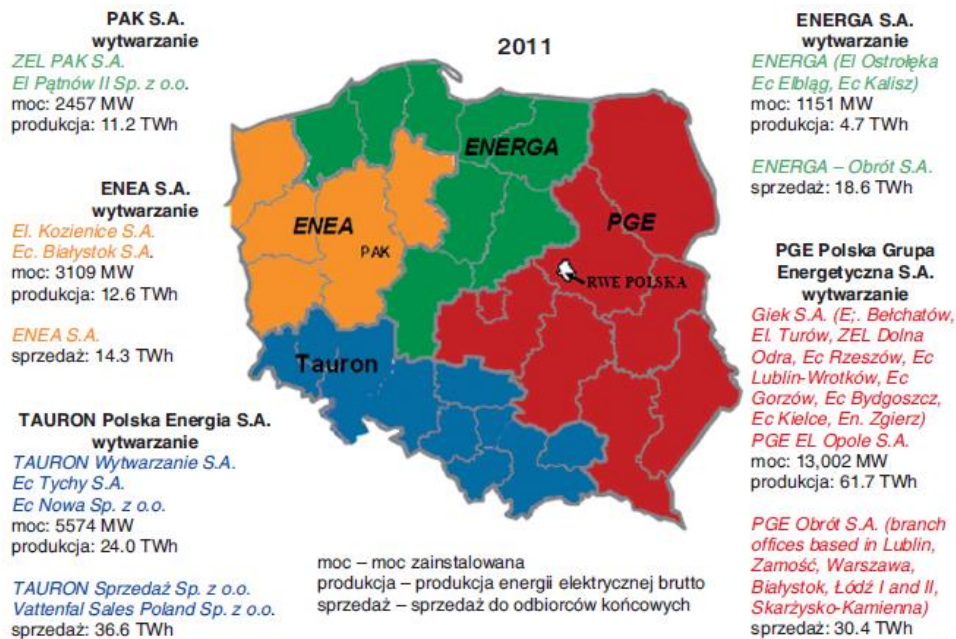 PAK S.A.
wytwarzanie
ZEL PAK S.A.
El Pątnów II Sp. z o.o.
moc: 2457 MW
produkcja: 11.2 TWh
ENEA S.A.
wytwarzanie
El. Kozienice S.A.
Ec. Białystok S.A.
moc: 3109 MW
produkcja: 12.6 TWh
ENEA S.A.
sprzedaż: 14.3 TWh
TAURON Polska Energia S.A.
wytwarzanie
TAURON Wytwarzanie S.A.
Ec Tychy S.A.
Ec Nowa Sp. z o.o.
moc: 5574 MW
produkcja: 24.0 TWh
TAURON Sprzedaż Sp. z o.o.
Vattenfal Sales Poland Sp. z o.o.
sprzedaż: 36.6 TWh
2011
ENERGA
ENEA
PAK
PGE
RWE POLSKA
Tauron
moc – moc zainstalowana
produkcja – produkcja energii elektrycznej brutto
sprzedaż – sprzedaż do odbiorców końcowych
ENERGA S.A.
wytwarzanie
ENERGA (El Ostrołęka
Ec Elbląg, Ec Kalisz)
moc: 1151 MW
produkcja: 4.7 TWh
ENERGA – Obrót S.A.
sprzedaż: 18.6 TWh
PGE Polska Grupa
Energetyczna S.A.
wytwarzanie
Giek S.A. (E;. Bełchatów,
El. Turów, ZEL Dolna
Odra, Ec Rzeszów, Ec
Lublin-Wrotków, Ec
Gorzów, Ec Bydgoszcz,
Ec Kielce, En. Zgierz)
PGE EL Opole S.A.
moc: 13,002 MW
produkcja: 61.7 TWh
PGE Obrót S.A. (branch
offices based in Lublin,
Zamość, Warszawa,
Białystok, Łódź I and II,
Skarżysko-Kamienna)
sprzedaż: 30.4 TWh